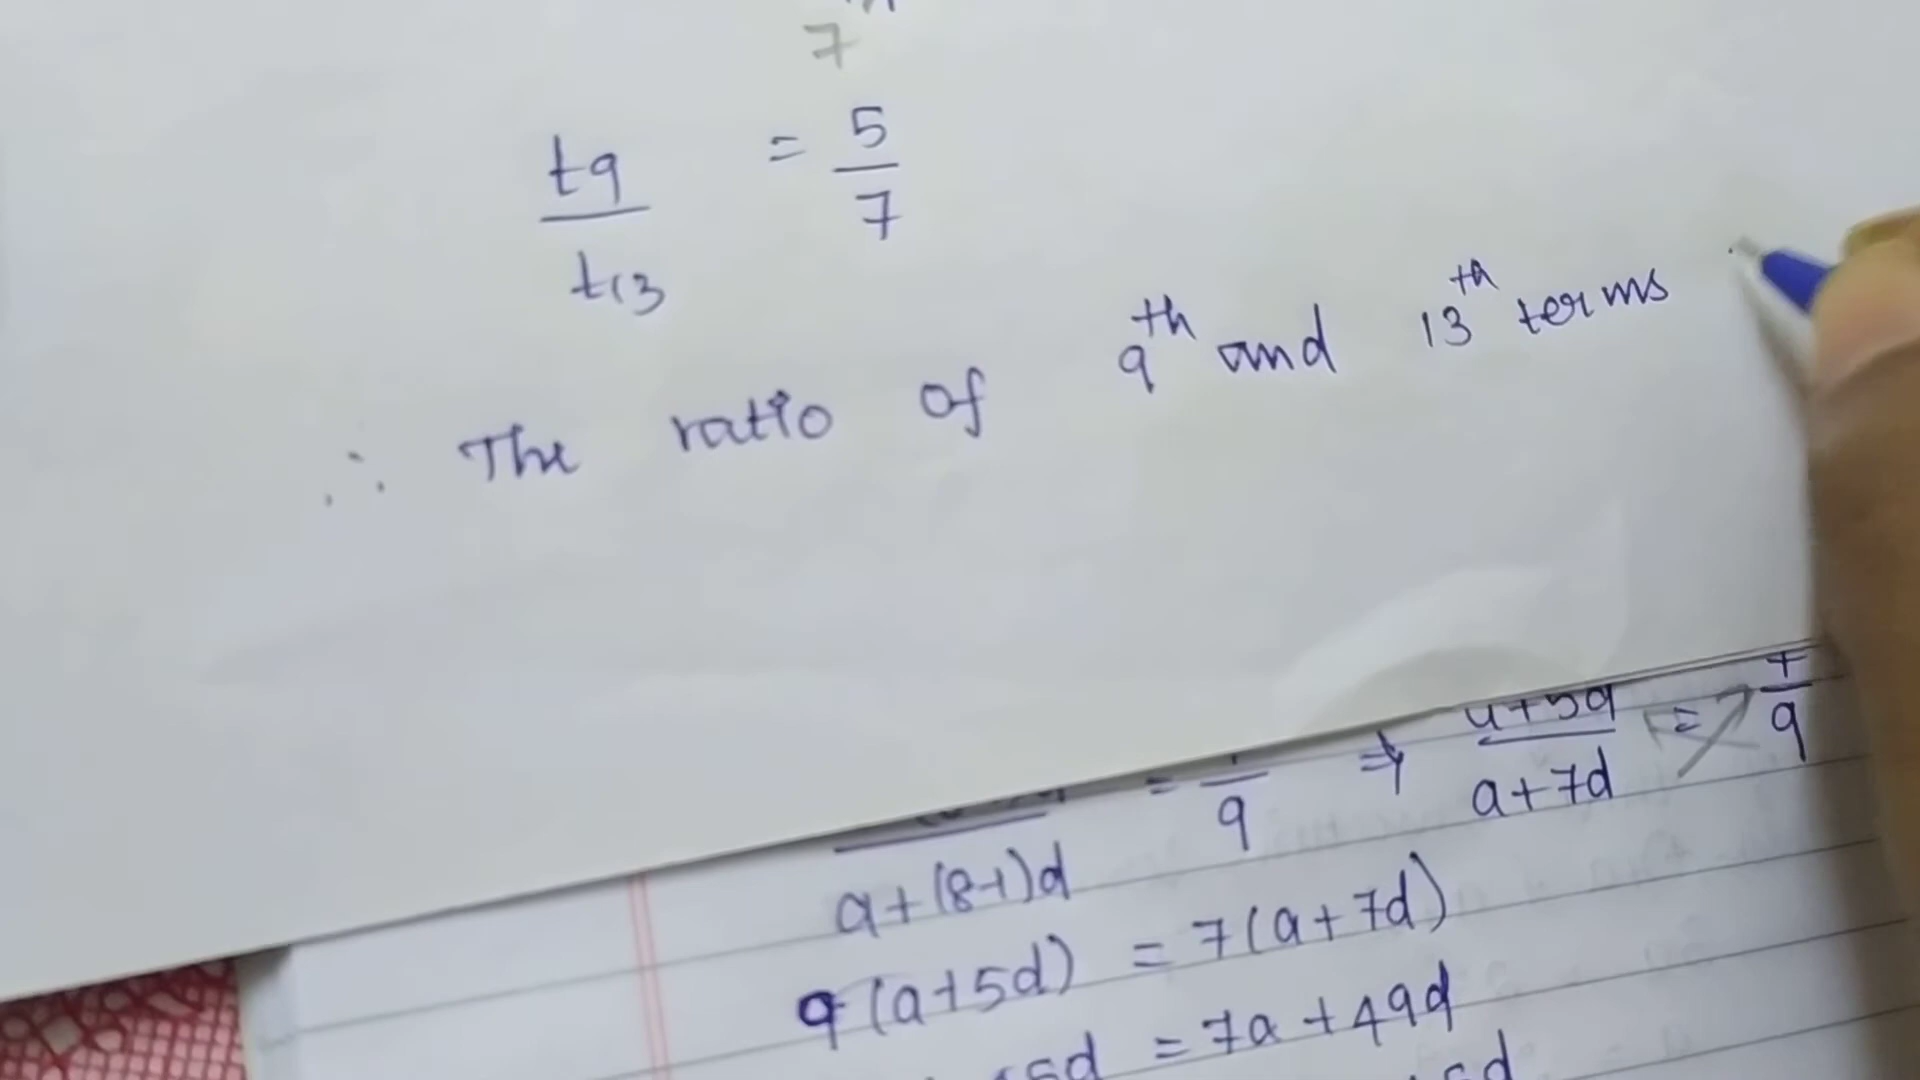 7
t9 / t13 = 5 / 7
∴ The ratio of 9th and 13th terms
= / 9 ⇒ a+5d / a+7d = 7 / 9
a+(8-1)d
9(a+5d) = 7(a+7d)
5d = 7a+49d